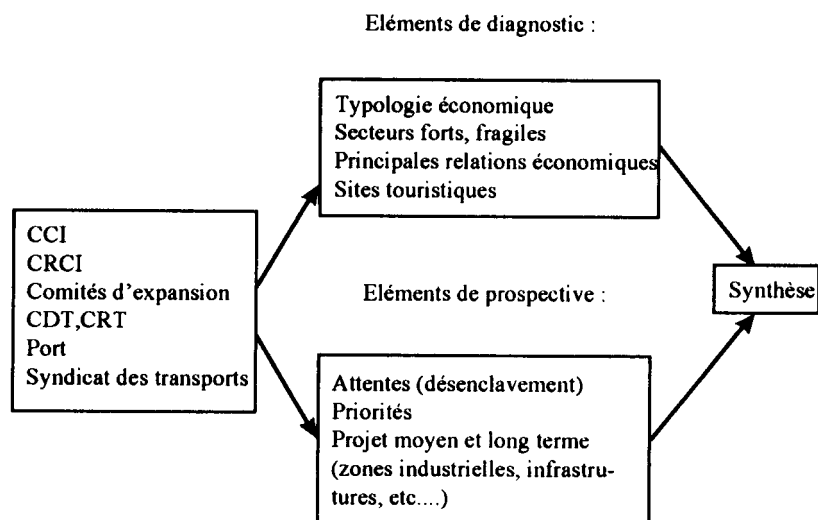 Eléments de diagnostic :
Typologie économique
Secteurs forts, fragiles
Principales relations économiques
Sites touristiques
CCI
CRCI
Comités d'expansion
CDT,CRT
Port
Syndicat des transports
Eléments de prospective :
Synthèse
Attentes (désenclavement)
Priorités
Projet moyen et long terme
(zones industrielles, infrastru-
tures, etc....)